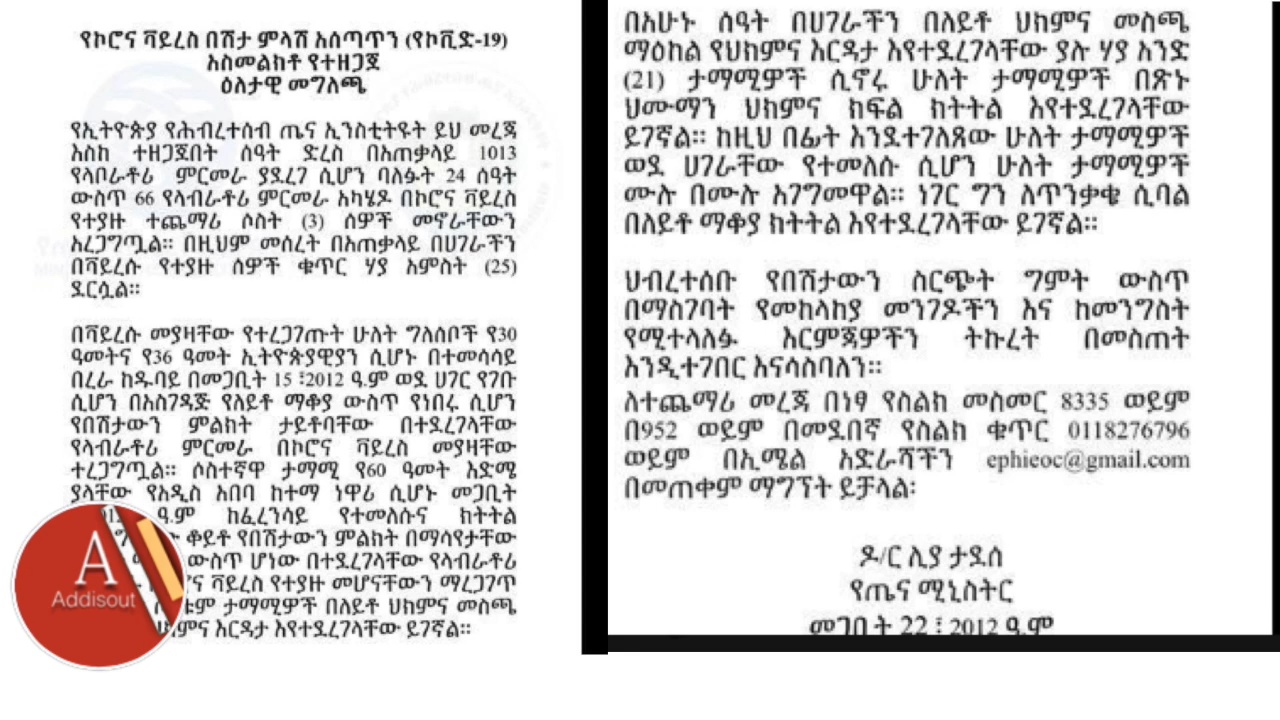 የኮሮና ቫይረስ በሽታ ምላሽ አሰጣጥን (የኮቪድ-19)
አስመልክቶ የተዘጋጀ
ዕለታዊ መግለጫ
የኢትዮጵያ የሕብረተሰብ ጤና ኢንስቲትዩት ይህ መረጃ
እስከ ተዘጋጀበት ሰዓት ድረስ በአጠቃላይ 1013
የላቦራቶሪ ምርመራ ያደረገ ሲሆን ባለፉት 24 ሰዓት
ውስጥ 66 የላብራቶሪ ምርመራ አካሄዶ በኮሮና ቫይረስ
የተያዙ ተጨማሪ ሶስት (3) ሰዎች መኖራቸውን
አረጋግጧል፡፡ በዚህም መሰረት በአጠቃላይ በሀገራችን
በቫይረሱ የተያዙ ሰዎች ቁጥር ሃያ አምስት (25)
ደርሷል፡፡
በቫይረሱ መያዛቸው የተረጋገጡት ሁለት ግለሰቦች የ30
ዓመትና የ36 ዓመት ኢትዮጵያዊያን ሲሆኑ በተመሳሳይ
በረራ ከዱባይ በመጋቢት 15 ፣2012 ዓ.ም ወደ ሀገር የገቡ
ሲሆን በአስገዳጅ የለይቶ ማቆያ ውስጥ የነበሩ ሲሆን
የበሽታውን ምልክት ታይቶባቸው በተደረገላቸው
የላብራቶሪ ምርመራ በኮሮና ቫይረስ መያዛቸው
ተረጋግጧል፡፡ ሶስተኛዋ ታማሚ የ60 ዓመት እድሜ
ያላቸው የአዲስ አበባ ከተማ ነዋሪ ሲሆኑ መጋቢት
ዓ.ም ከፈረንሳይ የተመለሱና ክትትል
ቆይቶ የበሽታውን ምልክት በማሳየታቸው
ውስጥ ሆነው በተደረገላቸው የላብራቶሪ
ቫይረስ የተያዙ መሆናቸውን ማረጋገጥ
ታማሚዎች በለይቶ ህክምና መስጫ
እርዳታ እየተደረገላቸው ይገኛል፡፡
A
Addisout
በአሁኑ ሰዓት በሀገራችን በለይቶ ህክምና መስጫ
ማዕከል የህክምና እርዳታ እየተደረገላቸው ያሉ ሃያ አንድ
(21) ታማሚዎች ሲኖሩ ሁለት ታማሚዎች በጽኑ
ህሙማን ህክምና ክፍል ክትትል እየተደረገላቸው
ይገኛል፡፡ ከዚህ በፊት እንደተገለጸው ሁለት ታማሚዎች
ወደ ሀገራቸው የተመለሱ ሲሆን ሁለት ታማሚዎች
ሙሉ በሙሉ አገግመዋል፡፡ ነገር ግን ለጥንቃቄ ሲባል
በለይቶ ማቆያ ክትትል እየተደረገላቸው ይገኛል፡፡
ህብረተሰቡ የበሽታውን ስርጭት ግምት ውስጥ
በማስገባት የመከላከያ መንገዶችን እና ከመንግስት
የሚተላለፉ እርምጃዎችን ትኩረት በመስጠት
እንዲተገበር እናሳስባለን፡፡
ለተጨማሪ መረጃ በነፃ የስልክ መስመር 8335 ወይም
በ952 ወይም በመደበኛ የስልክ ቁጥር 0118276796
ወይም በኢሜል አድራሻችን ephieoc@gmail.com
በመጠቀም ማግኘት ይቻላል፡
ዶ/ር ሊያ ታደሰ
የጤና ሚኒስትር
መጋቢት 22 ፣ 2012 ዓ.ም